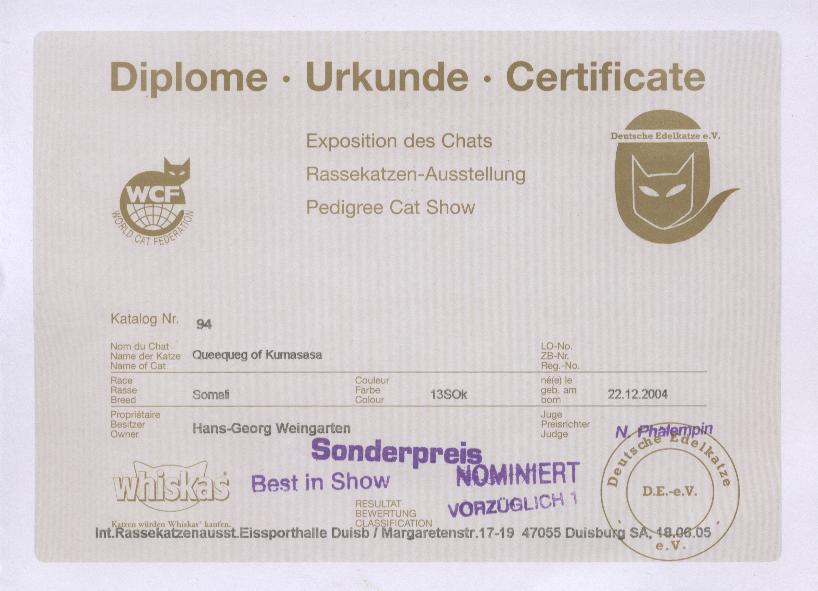 Diplome · Urkunde · Certificate
Exposition des Chats
Rassekatzen-Ausstellung
Pedigree Cat Show
WCF
WORLD CAT FEDERATION
Deutsche Edelkatze e.V.
Katalog Nr. 94
Nom du Chat
Name der Katze
Name of Cat
Queequeg of Kumasasa
LO-No.
ZB-Nr.
Reg.-No.
Race
Rasse
Breed
Somali
Couleur
Farbe
Colour
13SOk
né(e) le
geb. am
born
22.12.2004
Propriétaire
Besitzer
Owner
Hans-Georg Weingarten
Juge
Preisrichter
Judge
N. Phalempin
Sonderpreis
Best in Show
NOMINIERT
VORZÜGLICH 1
whiskas®
Katzen würden Whiskas® kaufen.
RESULTAT
BEWERTUNG
CLASSIFICATION
Deutsche Edelkatze
D.E.-e.V.
e.V.
Int.Rassekatzenausst.Eissporthalle Duisb / Margaretenstr.17-19 47055 Duisburg SA, 18.06.05